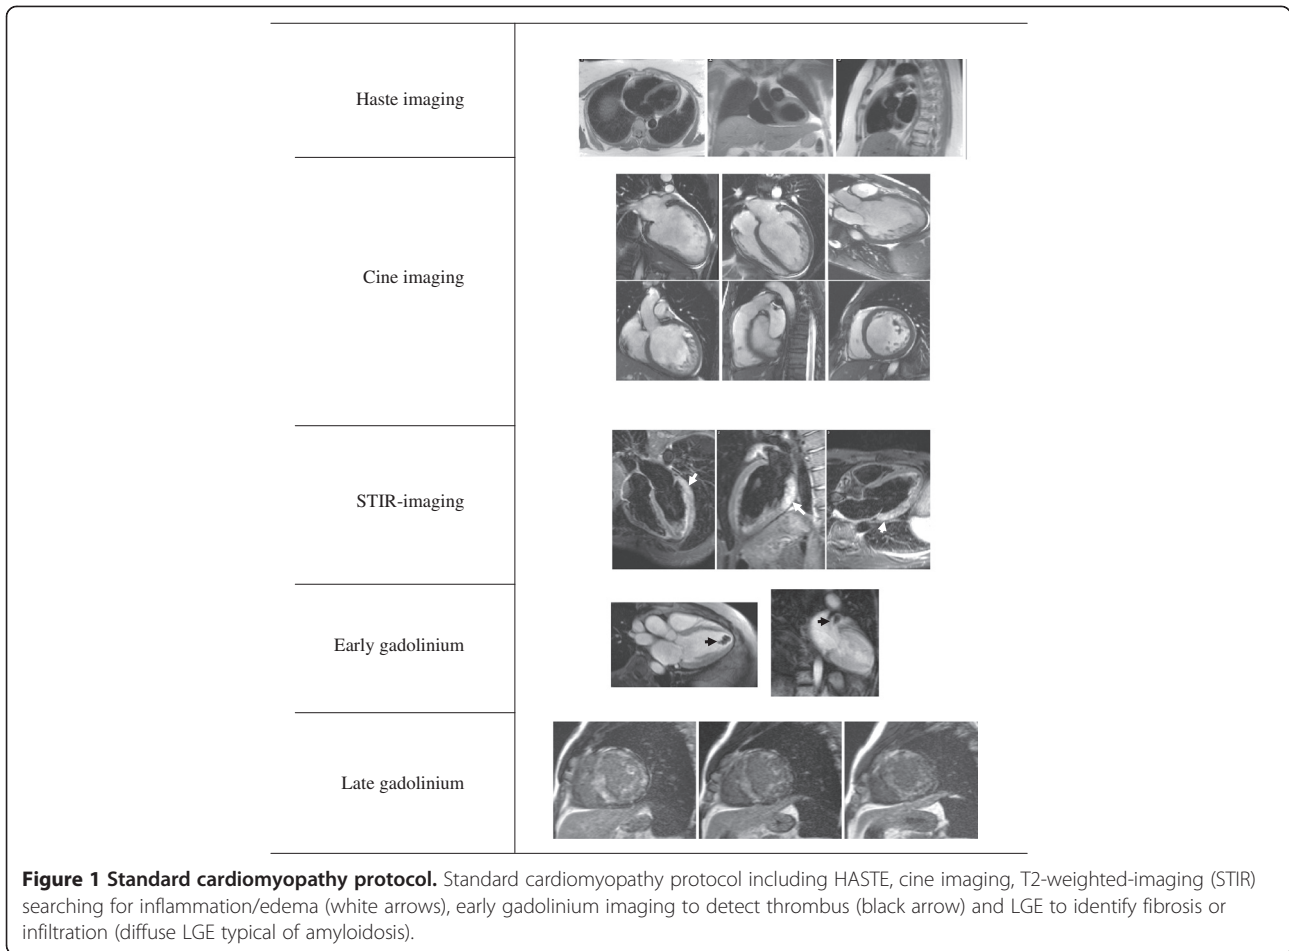 Haste imaging
Cine imaging
STIR-imaging
Early gadolinium
Late gadolinium
Figure 1 Standard cardiomyopathy protocol. Standard cardiomyopathy protocol including HASTE, cine imaging, T2-weighted-imaging (STIR)
searching for inflammation/edema (white arrows), early gadolinium imaging to detect thrombus (black arrow) and LGE to identify fibrosis or
infiltration (diffuse LGE typical of amyloidosis).